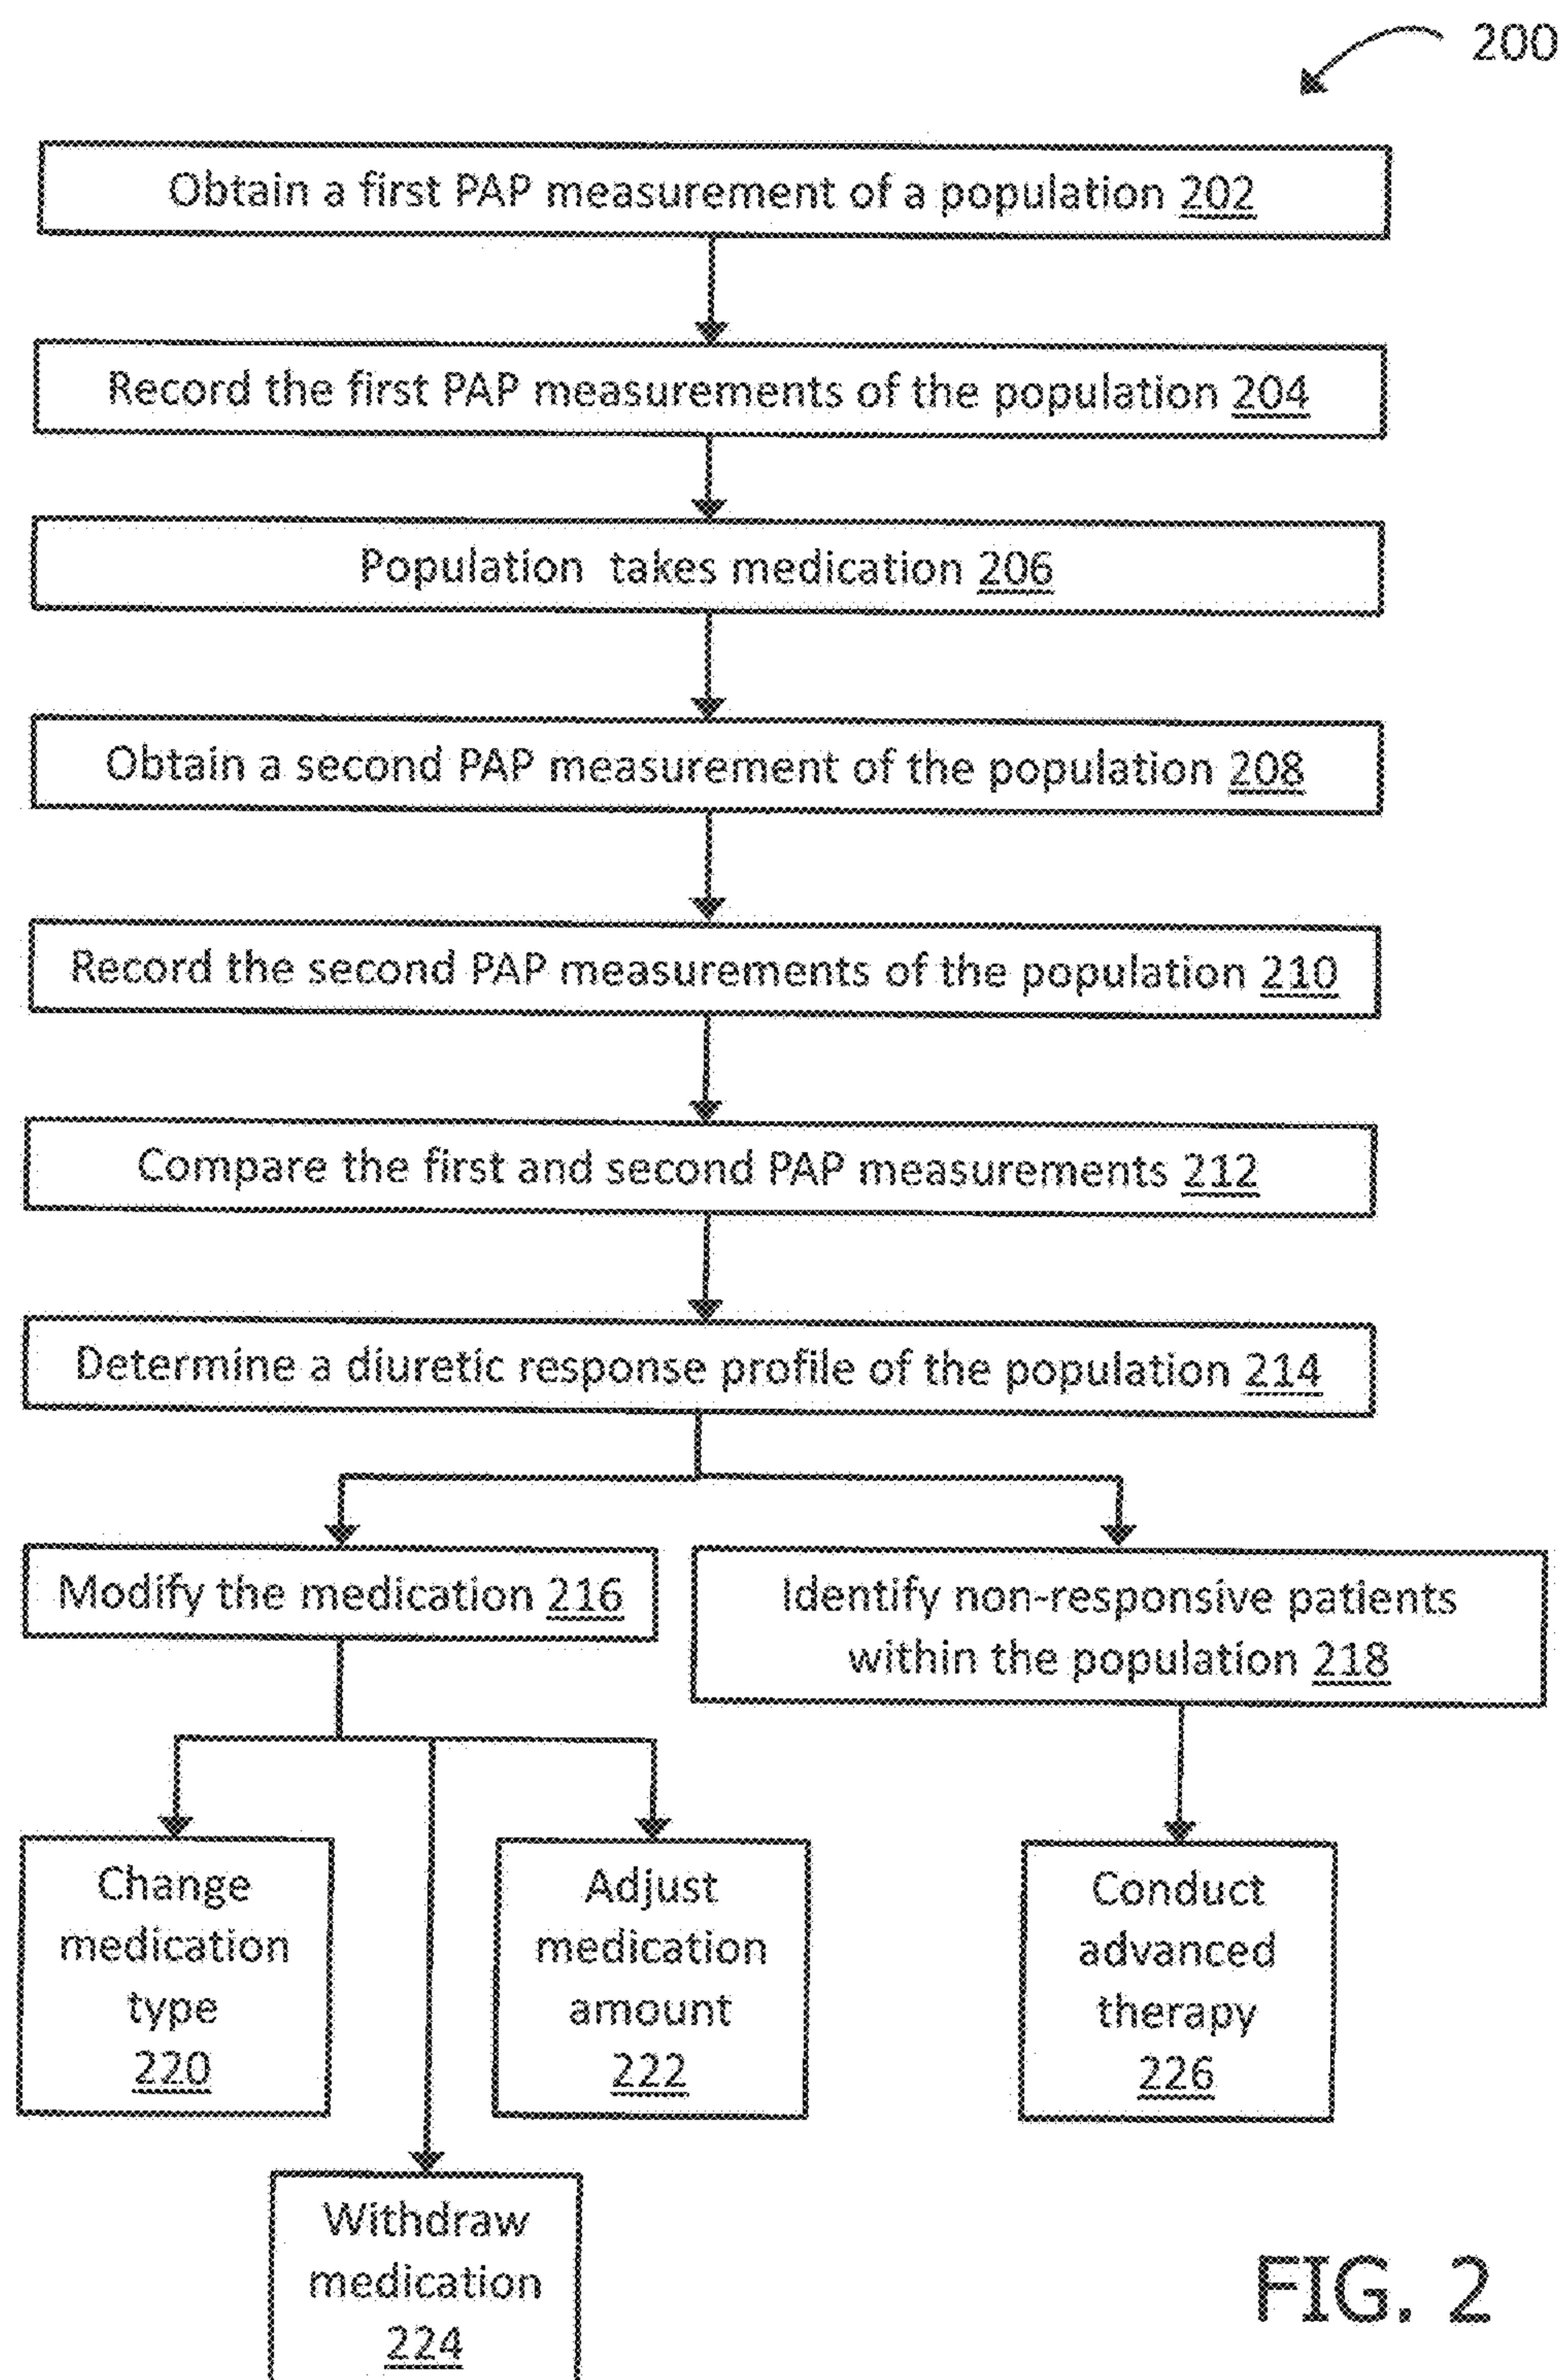 200
Obtain a first PAP measurement of a population 202
Record the first PAP measurements of the population 204
Population takes medication 206
Obtain a second PAP measurement of the population 208
Record the second PAP measurements of the population 210
Compare the first and second PAP measurements 212
Determine a diuretic response profile of the population 214
Modify the medication 216
Identify non-responsive patients
within the population 218
Change
medication
type
220
Adjust
medication
amount
222
Conduct
advanced
therapy
226
Withdraw
medication
224
FIG. 2